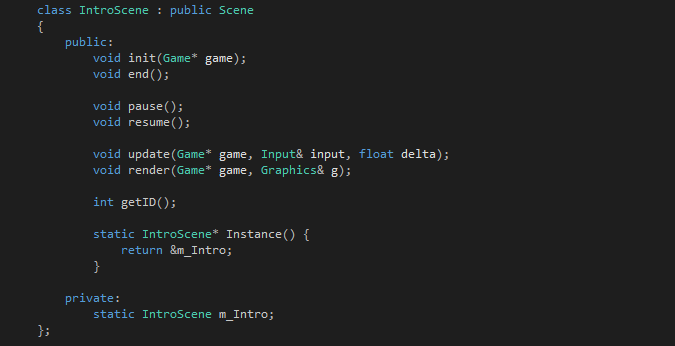 class IntroScene : public Scene
{
public:
void init(Game* game);
void end();
void pause();
void resume();
void update(Game* game, Input& input, float delta);
void render(Game* game, Graphics& g);
int getID();
static IntroScene* Instance() {
return &m_Intro;
}
private:
static IntroScene m_Intro;
};